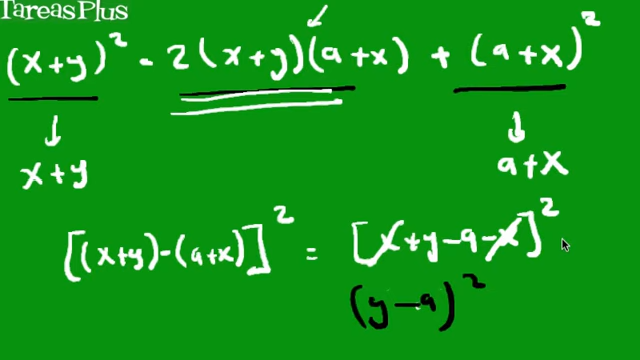 TareasPlus
(x+y)² - 2(x+y)(a+x) + (a+x)²
x+y a+x
[(x+y)-(a+x)]² = [x+y-a-x]²
(y-a)²